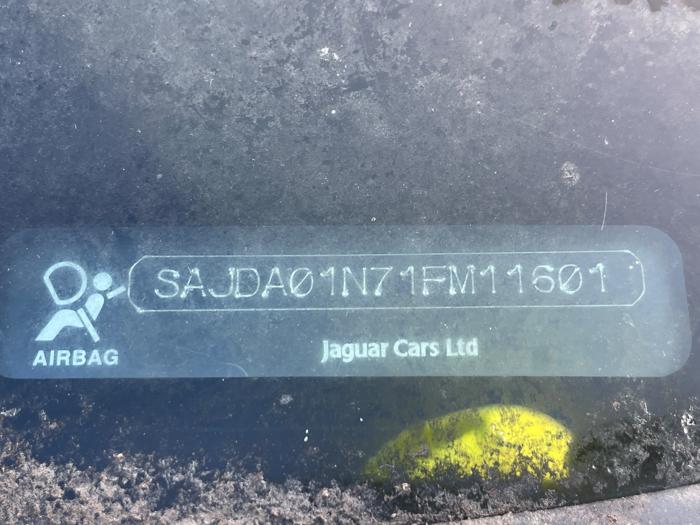 SAJDA01N71FM11601
AIRBAG
Jaguar Cars Ltd